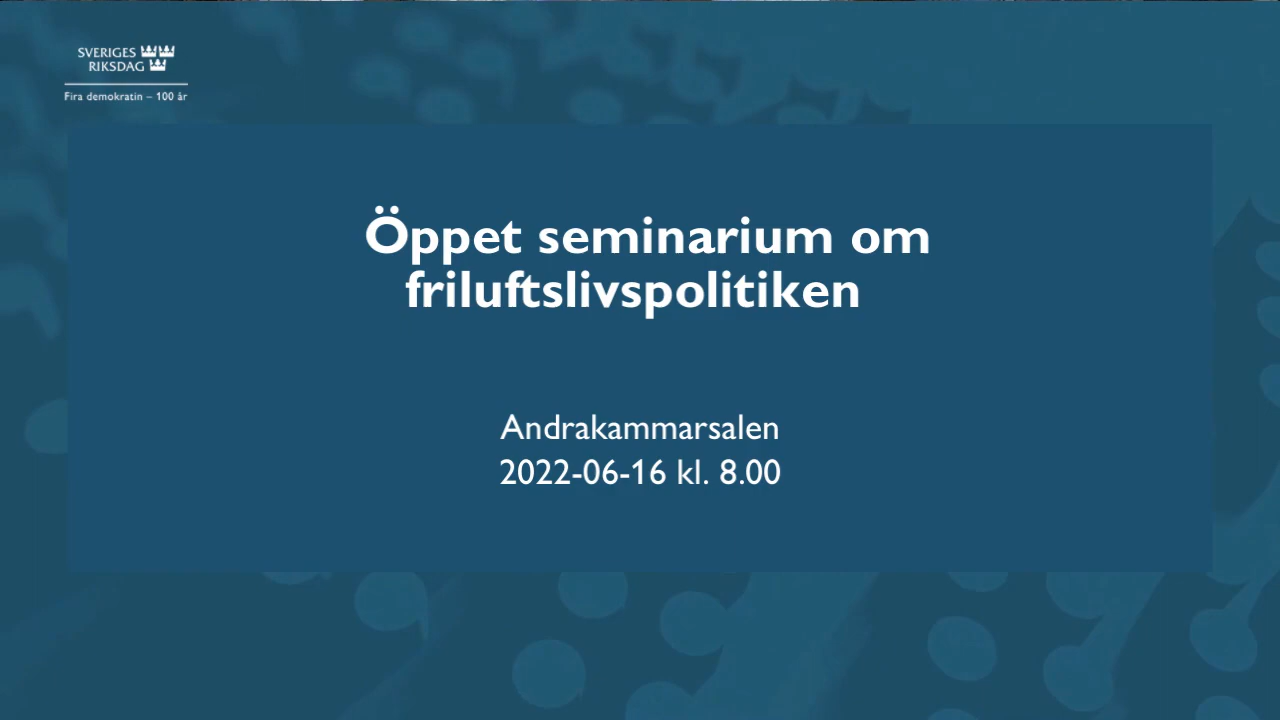 SVERIGES
RIKSDAG
Fira demokratin – 100 år
Öppet seminarium om
friluftslivspolitiken
Andrakammarsalen
2022-06-16 kl. 8.00